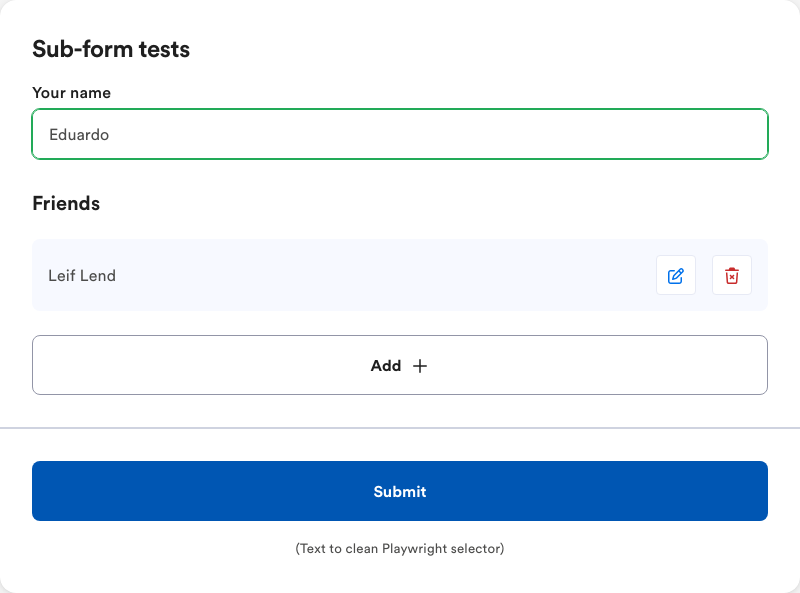 Sub-form tests
Your name
Eduardo
Friends
Leif Lend
Add
Submit
(Text to clean Playwright selector)